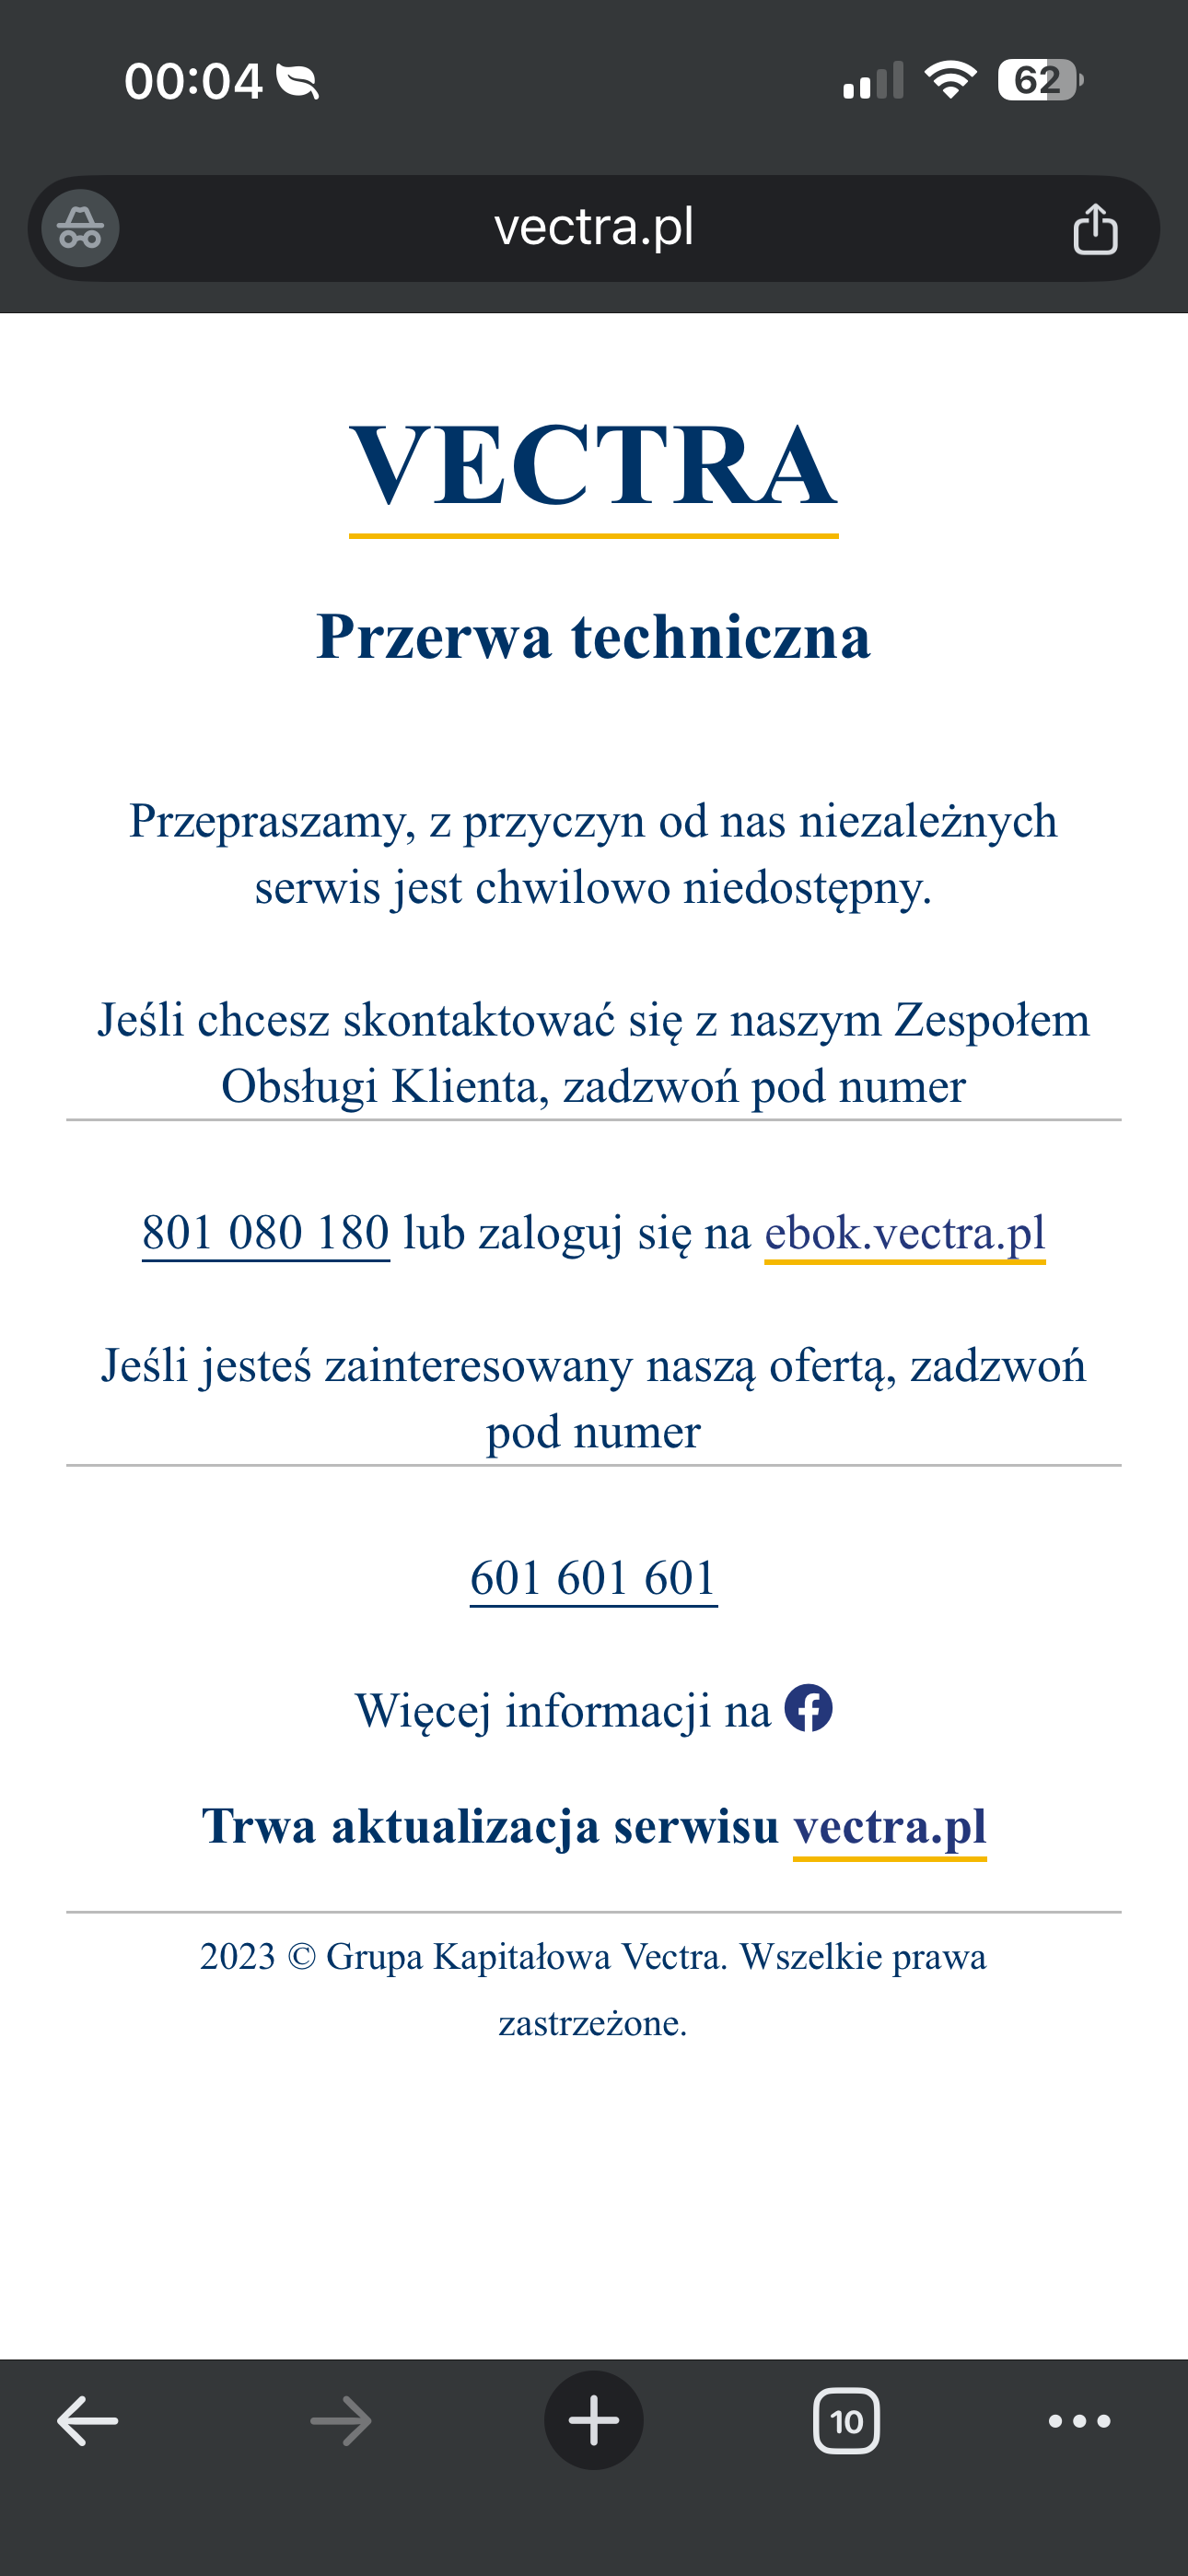 00:04
62
vectra.pl
VECTRA
Przerwa techniczna
Przepraszamy, z przyczyn od nas niezależnych
serwis jest chwilowo niedostępny.
Jeśli chcesz skontaktować się z naszym Zespołem
Obsługi Klienta, zadzwoń pod numer
801 080 180 lub zaloguj się na ebok.vectra.pl
Jeśli jesteś zainteresowany naszą ofertą, zadzwoń
pod numer
601 601 601
Więcej informacji na
Trwa aktualizacja serwisu vectra.pl
2023 © Grupa Kapitałowa Vectra. Wszelkie prawa
zastrzeżone.
10